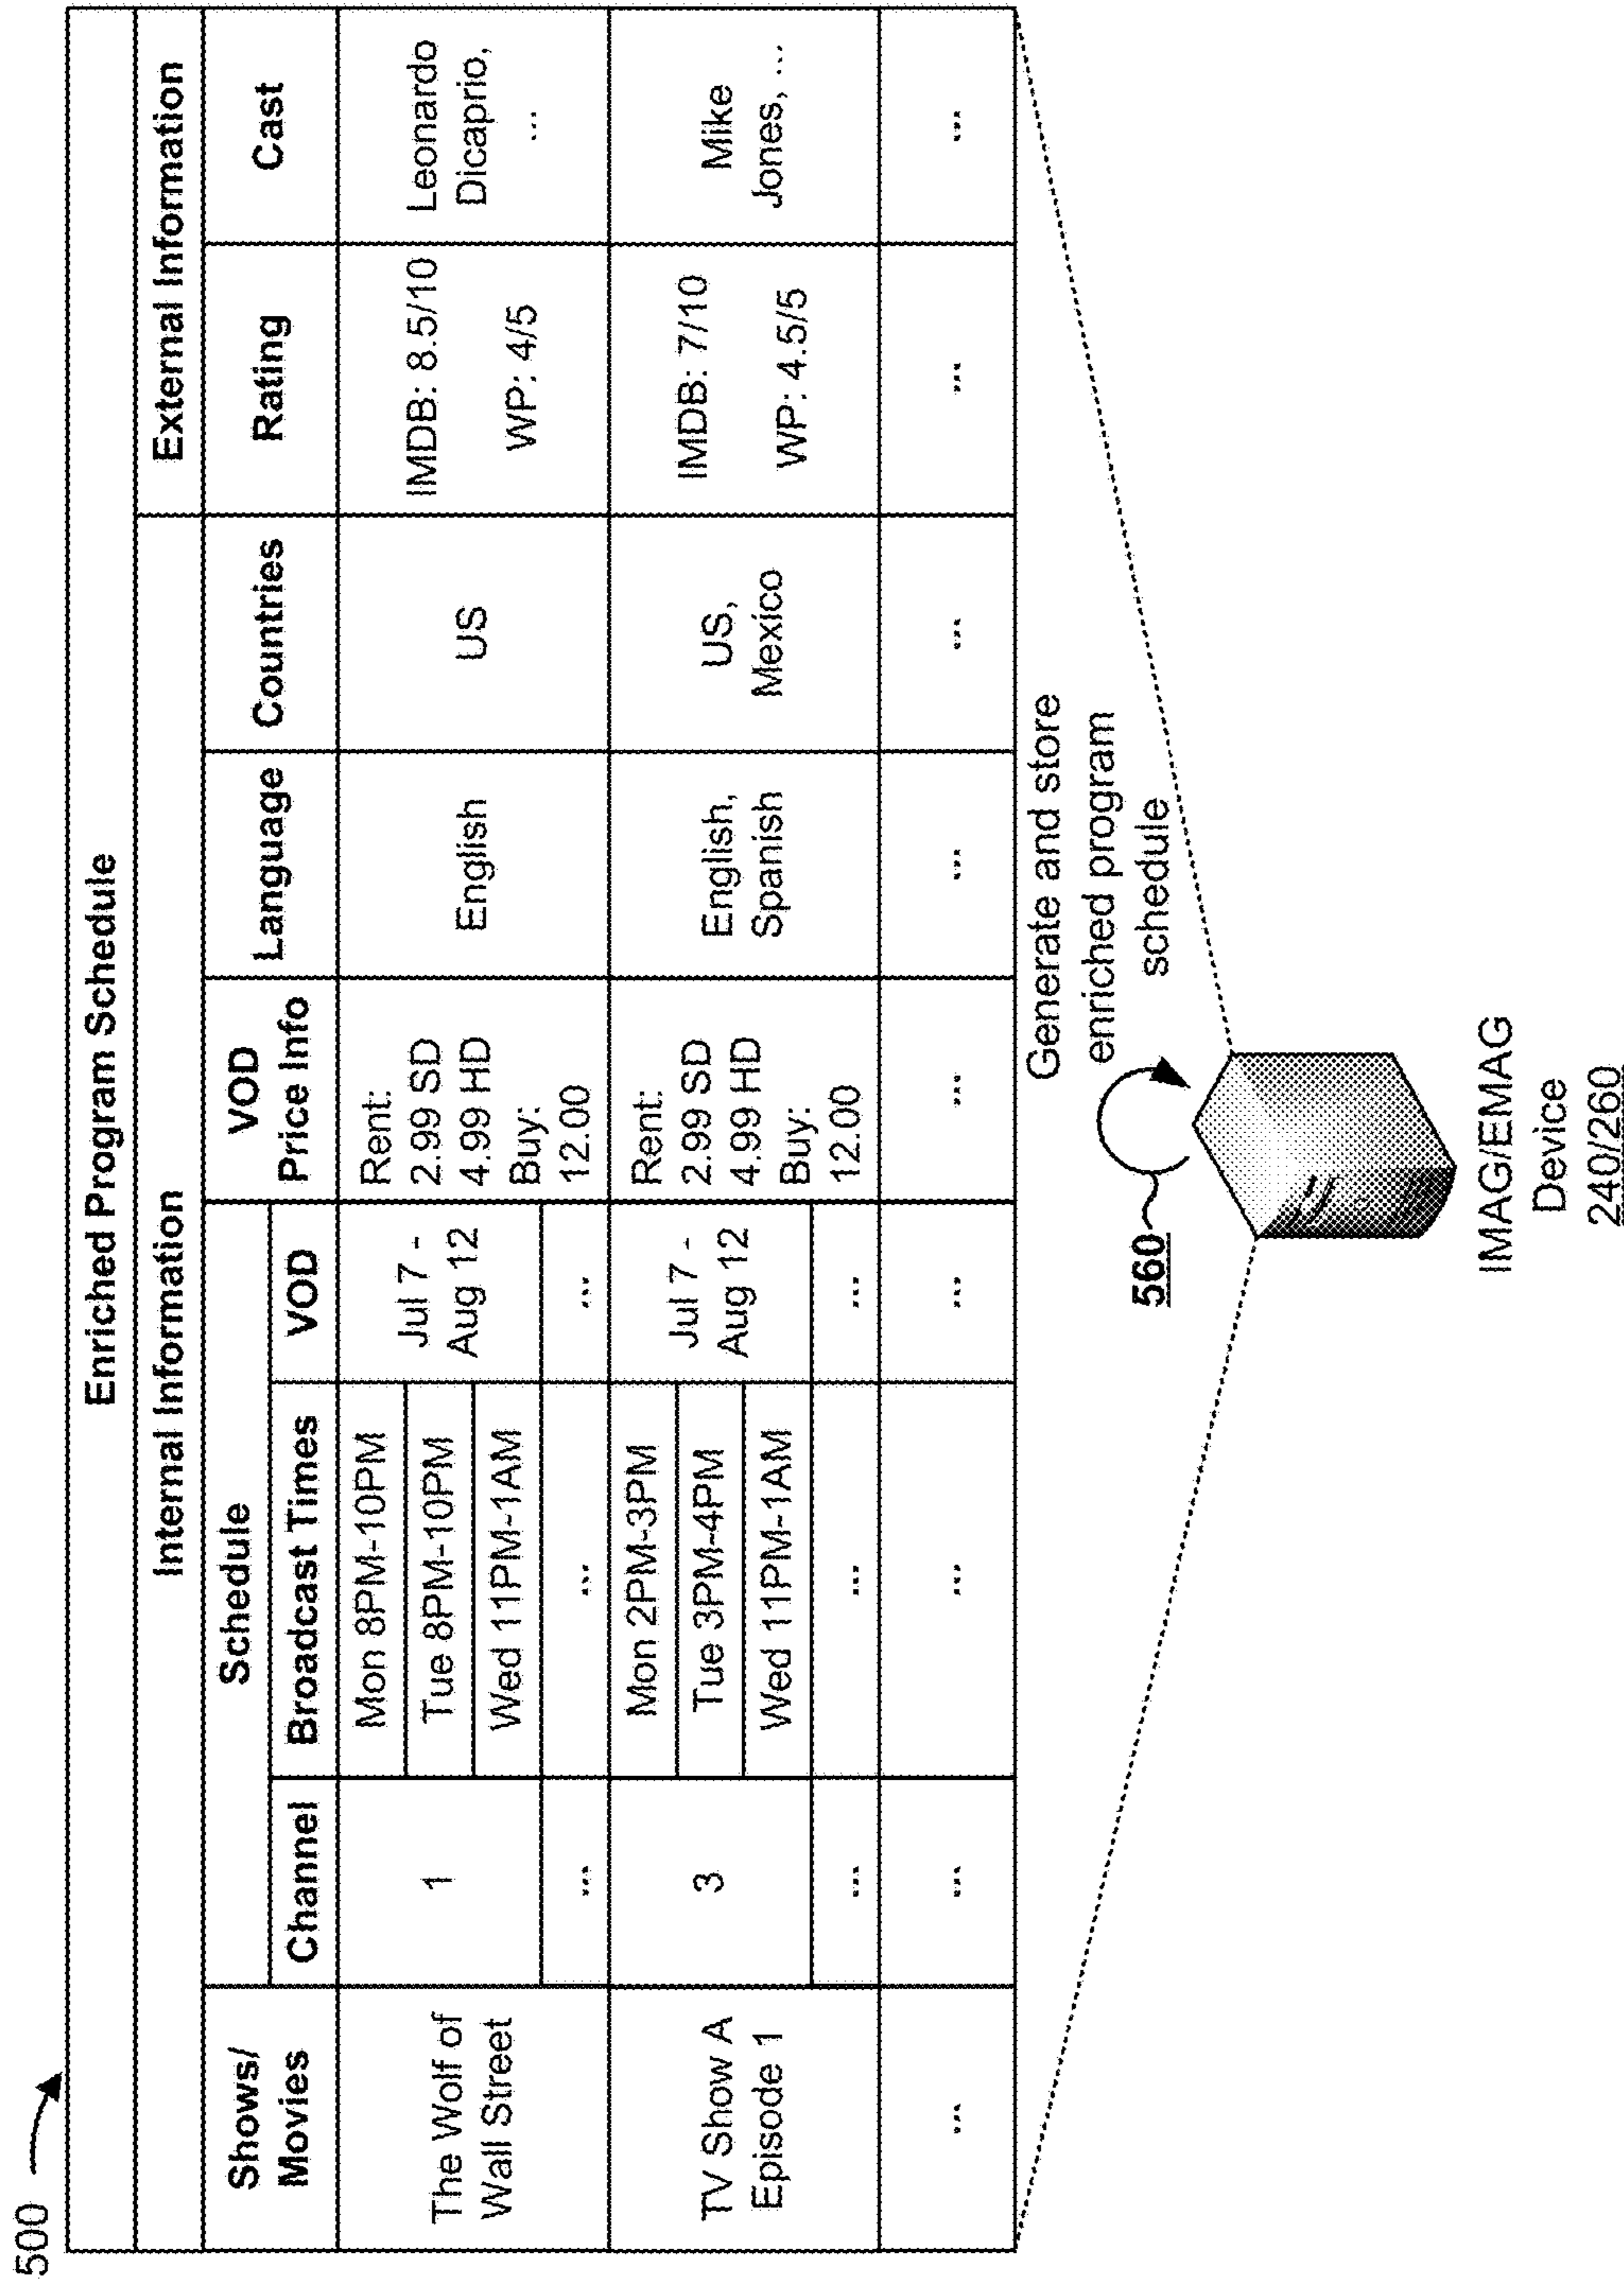 500
Enriched Program Schedule
Internal Information
External Information
Shows/
Movies
Schedule
VOD
Price Info
Language
Countries
Rating
Cast
Channel
Broadcast Times
VOD
The Wolf of
Wall Street
1
Mon 8PM-10PM
Tue 8PM-10PM
Wed 11PM-1AM
...
...
Jul 7 -
Aug 12
...
Rent:
2.99 SD
4.99 HD
Buy:
12.00
English
US
IMDB: 8.5/10
WP: 4/5
Leonardo
Dicaprio,
...
TV Show A
Episode 1
3
Mon 2PM-3PM
Tue 3PM-4PM
Wed 11PM-1AM
...
...
Jul 7 -
Aug 12
...
Rent:
2.99 SD
4.99 HD
Buy:
12.00
English,
Spanish
US,
Mexico
IMDB: 7/10
WP: 4.5/5
Mike
Jones, ...
...
...
...
...
...
...
...
...
...
560
Generate and store
enriched program
schedule
IMAG/EMAG
Device
240/260